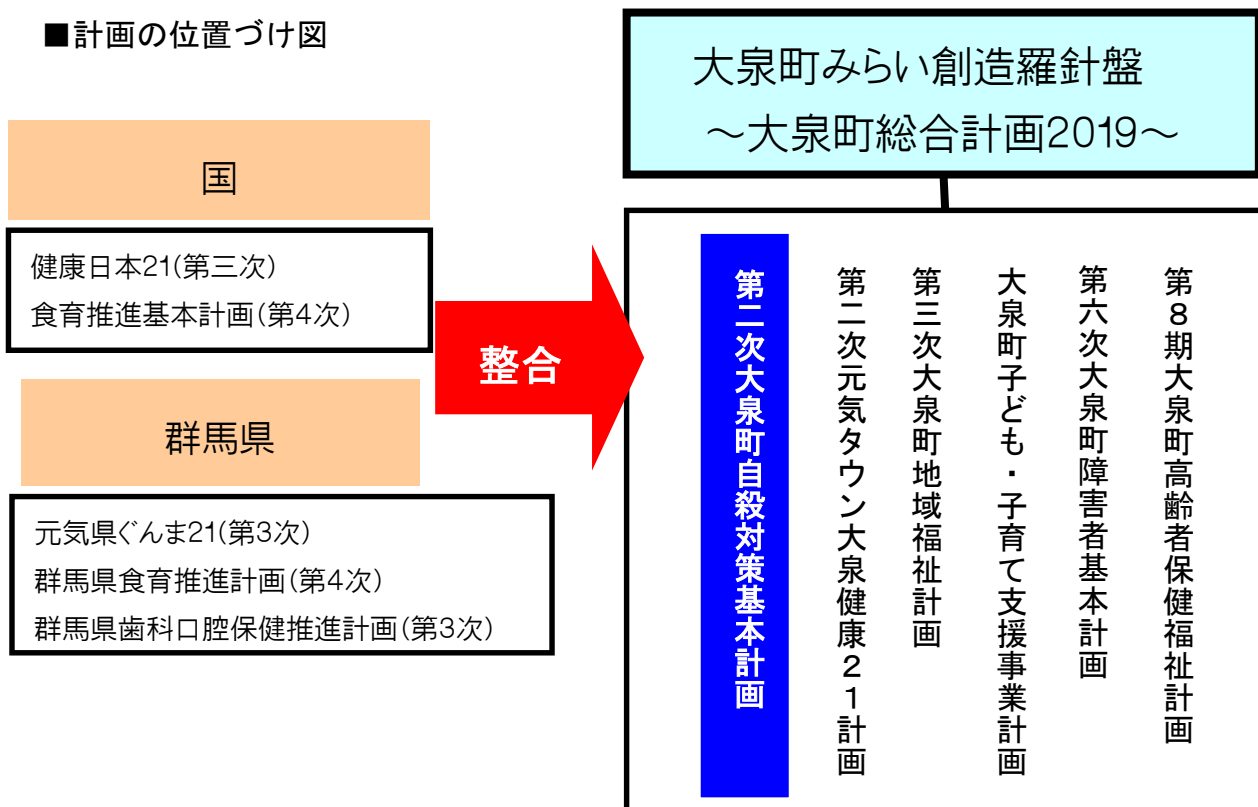 ■計画の位置づけ図
大泉町みらい創造羅針盤
～大泉町総合計画2019～
国
健康日本21(第三次)
食育推進基本計画(第4次)
群馬県
元気県ぐんま21(第3次)
群馬県食育推進計画(第4次)
群馬県歯科口腔保健推進計画(第3次)
整合
第二次大泉町自殺対策基本計画
第二次元気タウン大泉健康２１計画
第三次大泉町地域福祉計画
大泉町子ども・子育て支援事業計画
第六次大泉町障害者基本計画
第８期大泉町高齢者保健福祉計画